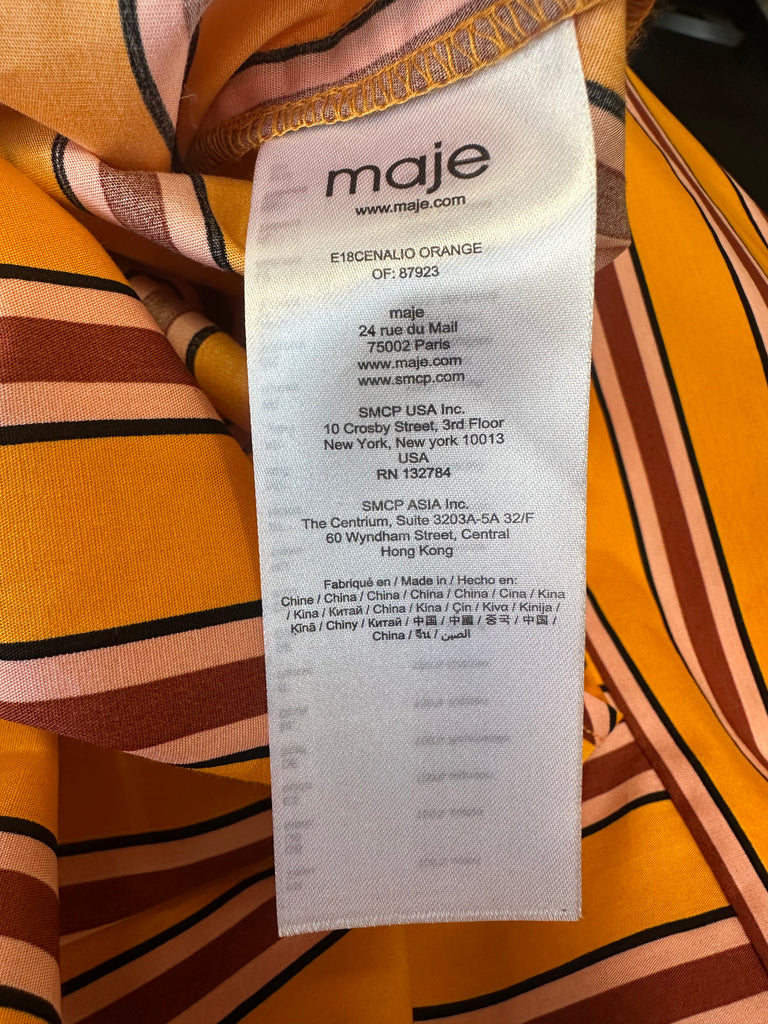 maje
www.maje.com
E18CENALIO ORANGE
OF: 87923
maje
24 rue du Mail
75002 Paris
www.maje.com
www.smcp.com
SMCP USA Inc.
10 Crosby Street, 3rd Floor
New York, New york 10013
USA
RN 132784
SMCP ASIA Inc.
The Centrium, Suite 3203A-5A 32/F
60 Wyndham Street, Central
Hong Kong
Fabriqué en / Made in / Hecho en:
Chine / China / China / China / China / Cina / Kina
/ Kina / Китай / China / Kina / Çin / Kína / Kinija /
Ķīnā / Chiny / Китай / 中国 / 中國 / 중국 / 中国 /
China / จีน / الصين